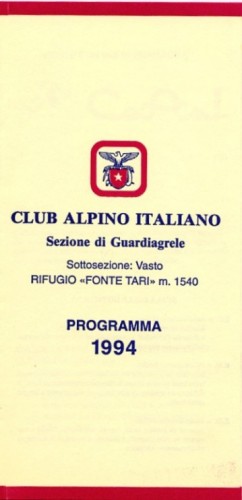 CLUB ALPINO ITALIANO
Sezione di Guardiagrele
Sottosezione: Vasto
RIFUGIO «FONTE TARI» m. 1540
PROGRAMMA
1994